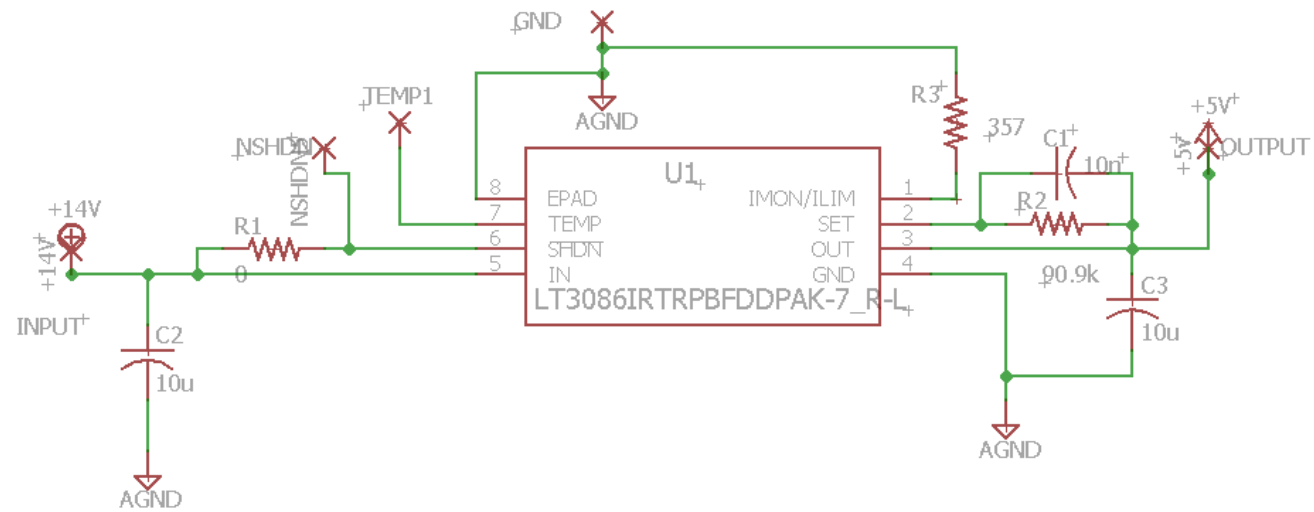 GND
TEMP1
AGND
NSHDN
NSHDN
+14V
+14V
INPUT
R1
0
C2
10u
AGND
U1
8
EPAD
7
TEMP
6
SHDN
5
IN
IMON/ILIM
1
SET
2
OUT
3
GND
4
LT3086IRTRPBFDDPAK-7_R-L
R3
357
C1
10n
R2
90.9k
+5V
+5v
OUTPUT
C3
10u
AGND